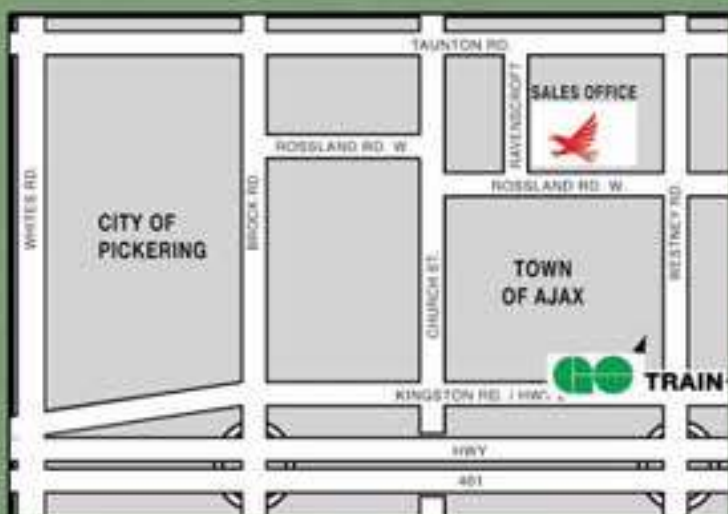 TAUNTON RD.
RAVENSCROFT
SALES OFFICE
ROSSLAND RD. W.
ROSSLAND RD. W.
WHITES RD.
BROCK RD.
CITY OF
PICKERING
CHURCH ST.
WESTNEY RD.
TOWN
OF AJAX
GO TRAIN
KINGSTON RD. / HWY
HWY
401